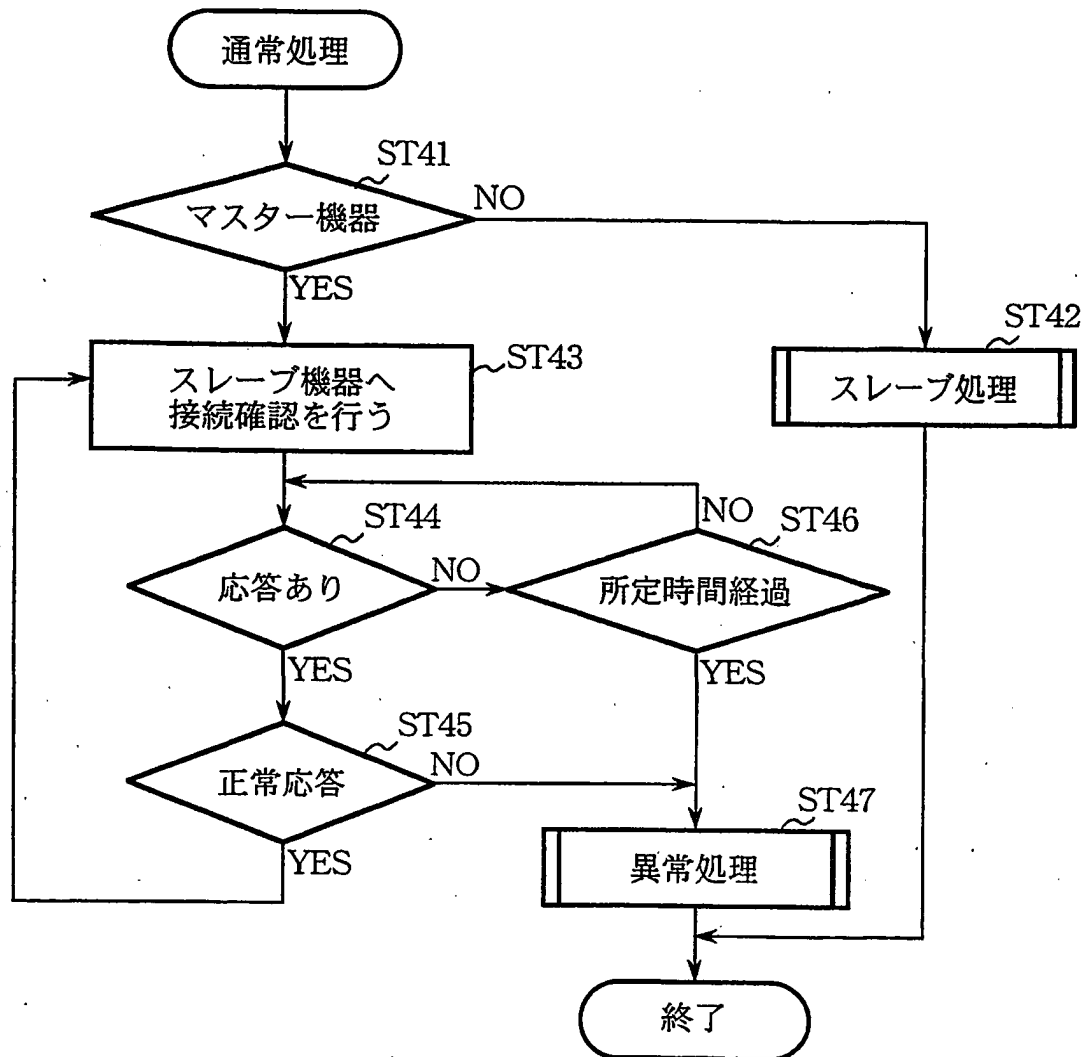 通常処理
ST41
マスター機器
NO
YES
ST42
スレーブ処理
ST43
スレーブ機器へ
接続確認を行う
ST44
応答あり
NO
YES
NO
ST46
所定時間経過
YES
ST45
正常応答
NO
YES
ST47
異常処理
終了